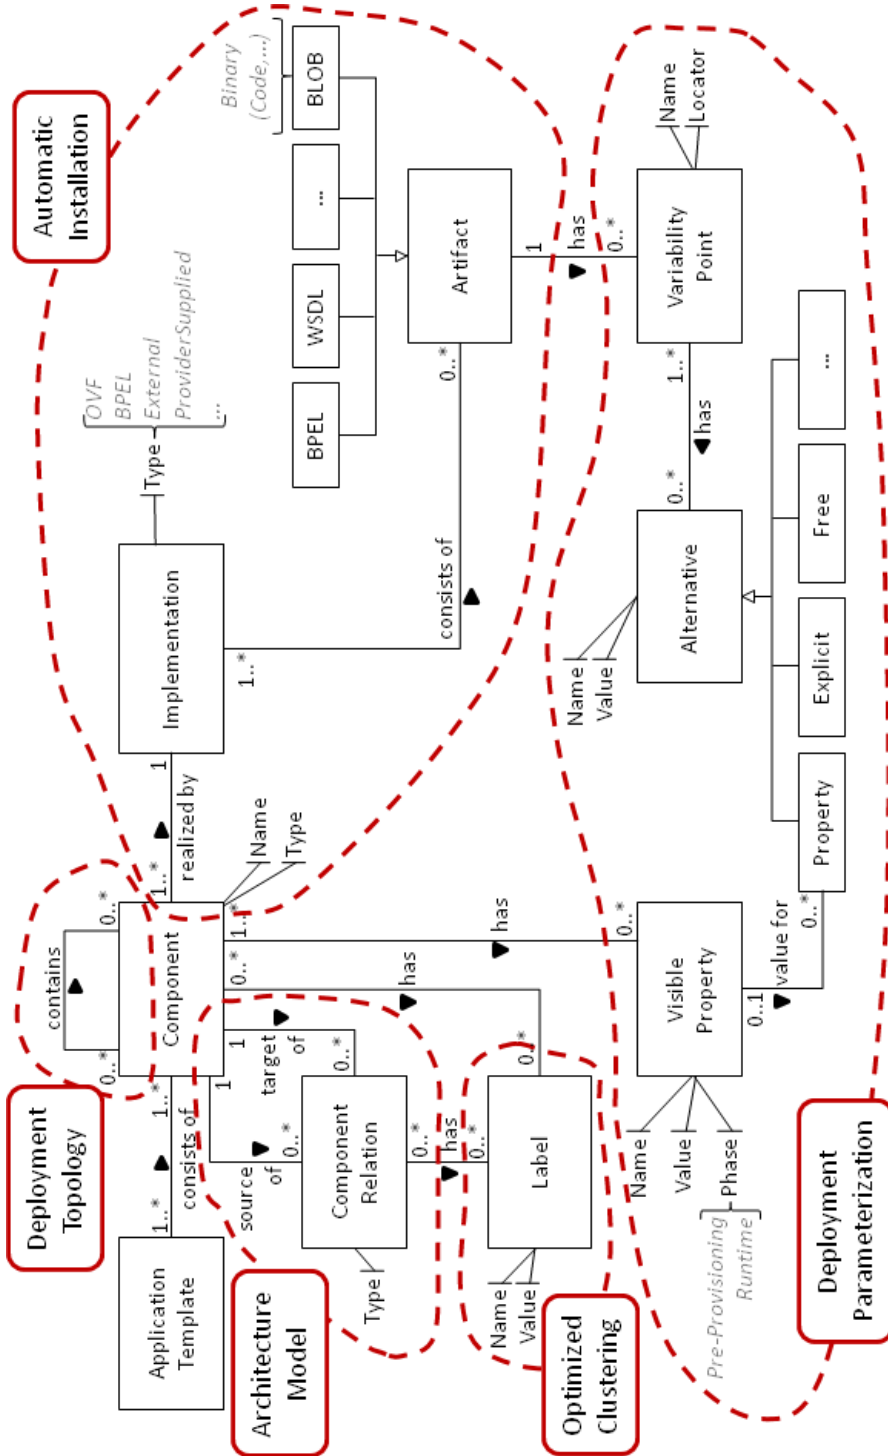 Deployment
Topology
Automatic
Installation
contains
0..*
0..*
Application
Template
1..*
consists of
1..*
Component
1..*
realized by
1
Implementation
Type
OVF
BPEL
External
ProviderSupplied
...
Name
Type
Architecture
Model
source
of
1
0..*
target
of
1
0..*
Component
Relation
Type
0..*
has
0..*
0..*
has
0..*
1..*
has
0..*
1..*
consists of
0..*
BPEL
WSDL
...
BLOB
Binary
(Code,...)
Artifact
1
has
0..*
Optimized
Clustering
Name
Value
Label
Name
Value
Phase
Pre-Provisioning
Runtime
Visible
Property
0..1
value for
0..*
Name
Value
Alternative
0..*
has
1..*
Variability
Point
Name
Locator
Property
Explicit
Free
...
Deployment
Parameterization